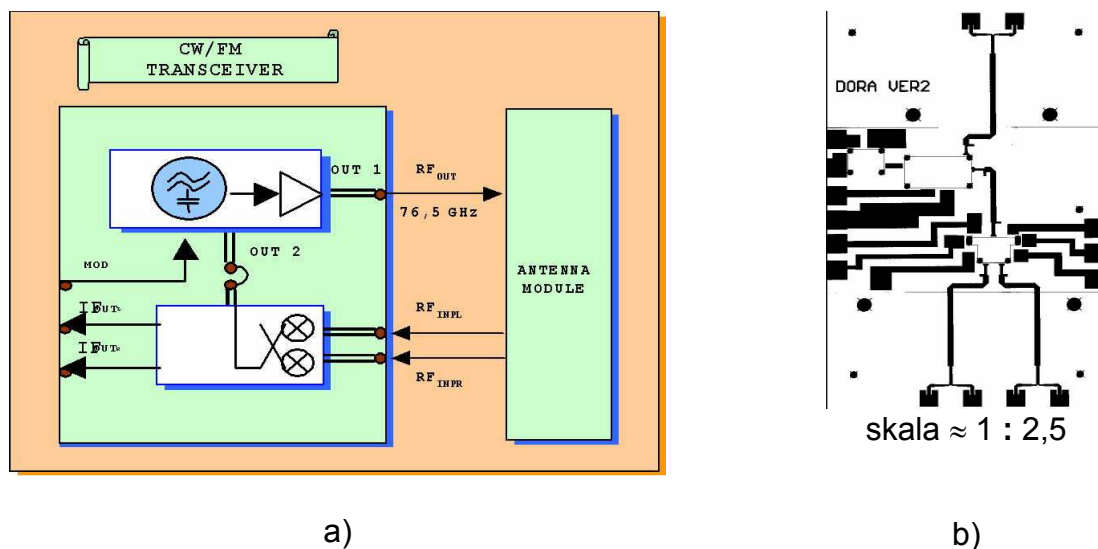 CW/FM
TRANSCEIVER
OUT 1
RF OUT
76,5 GHz
OUT 2
MOD
ANTENNA
MODULE
RF INPL
RF INPR
DORA VER2
skala ≈ 1 : 2,5
a)
b)